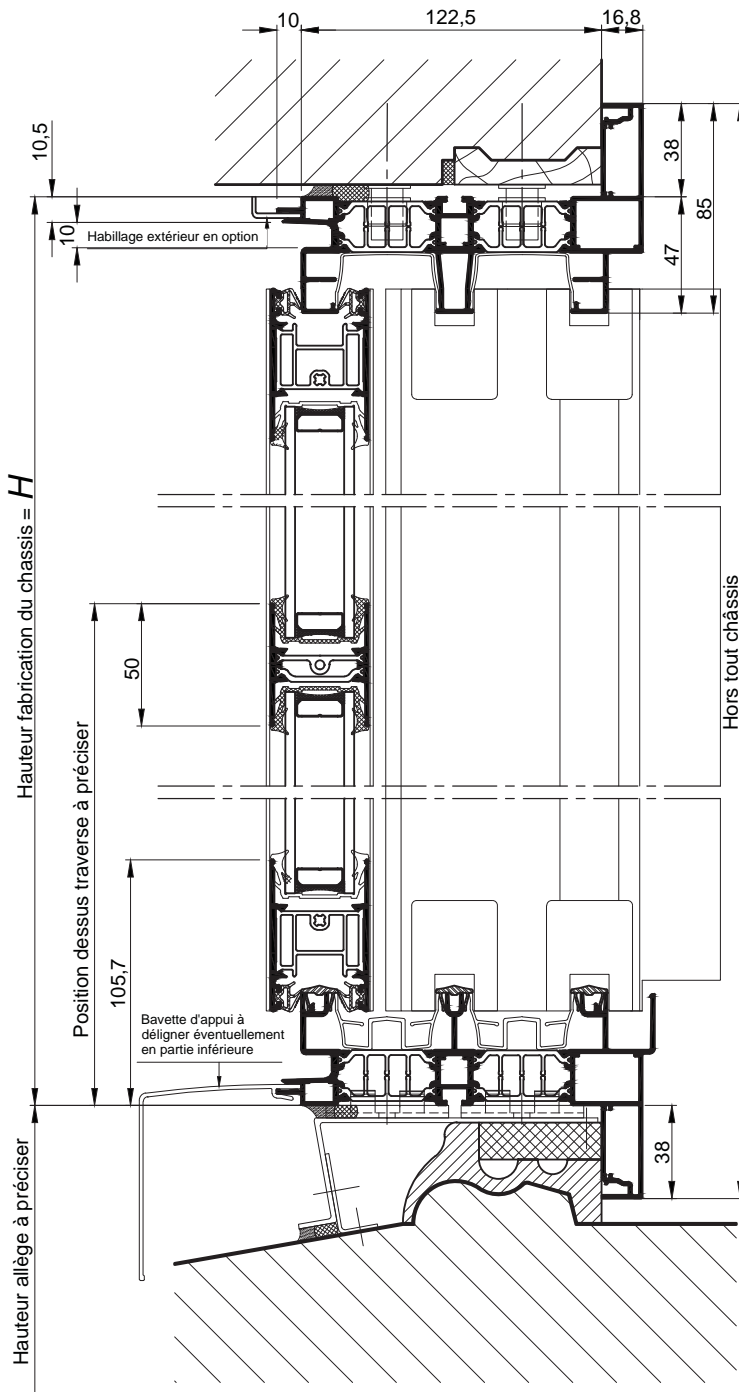 10
122,5
16,8
10,5
38
85
10
Habillage extérieur en option
47
Hauteur fabrication du chassis = H
Hors tout châssis
50
Position dessus traverse à préciser
105,7
Bavette d'appui à
déligner éventuellement
en partie inférieure
38
Hauteur allège à préciser